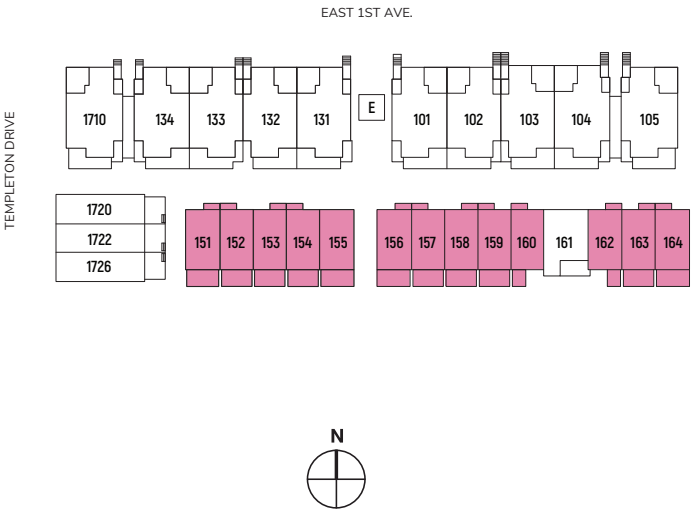 EAST 1ST AVE.
TEMPLETON DRIVE
1710 134 133 132 131 E 101 102 103 104 105
1720
1722
1726
151 152 153 154 155 156 157 158 159 160 161 162 163 164
N